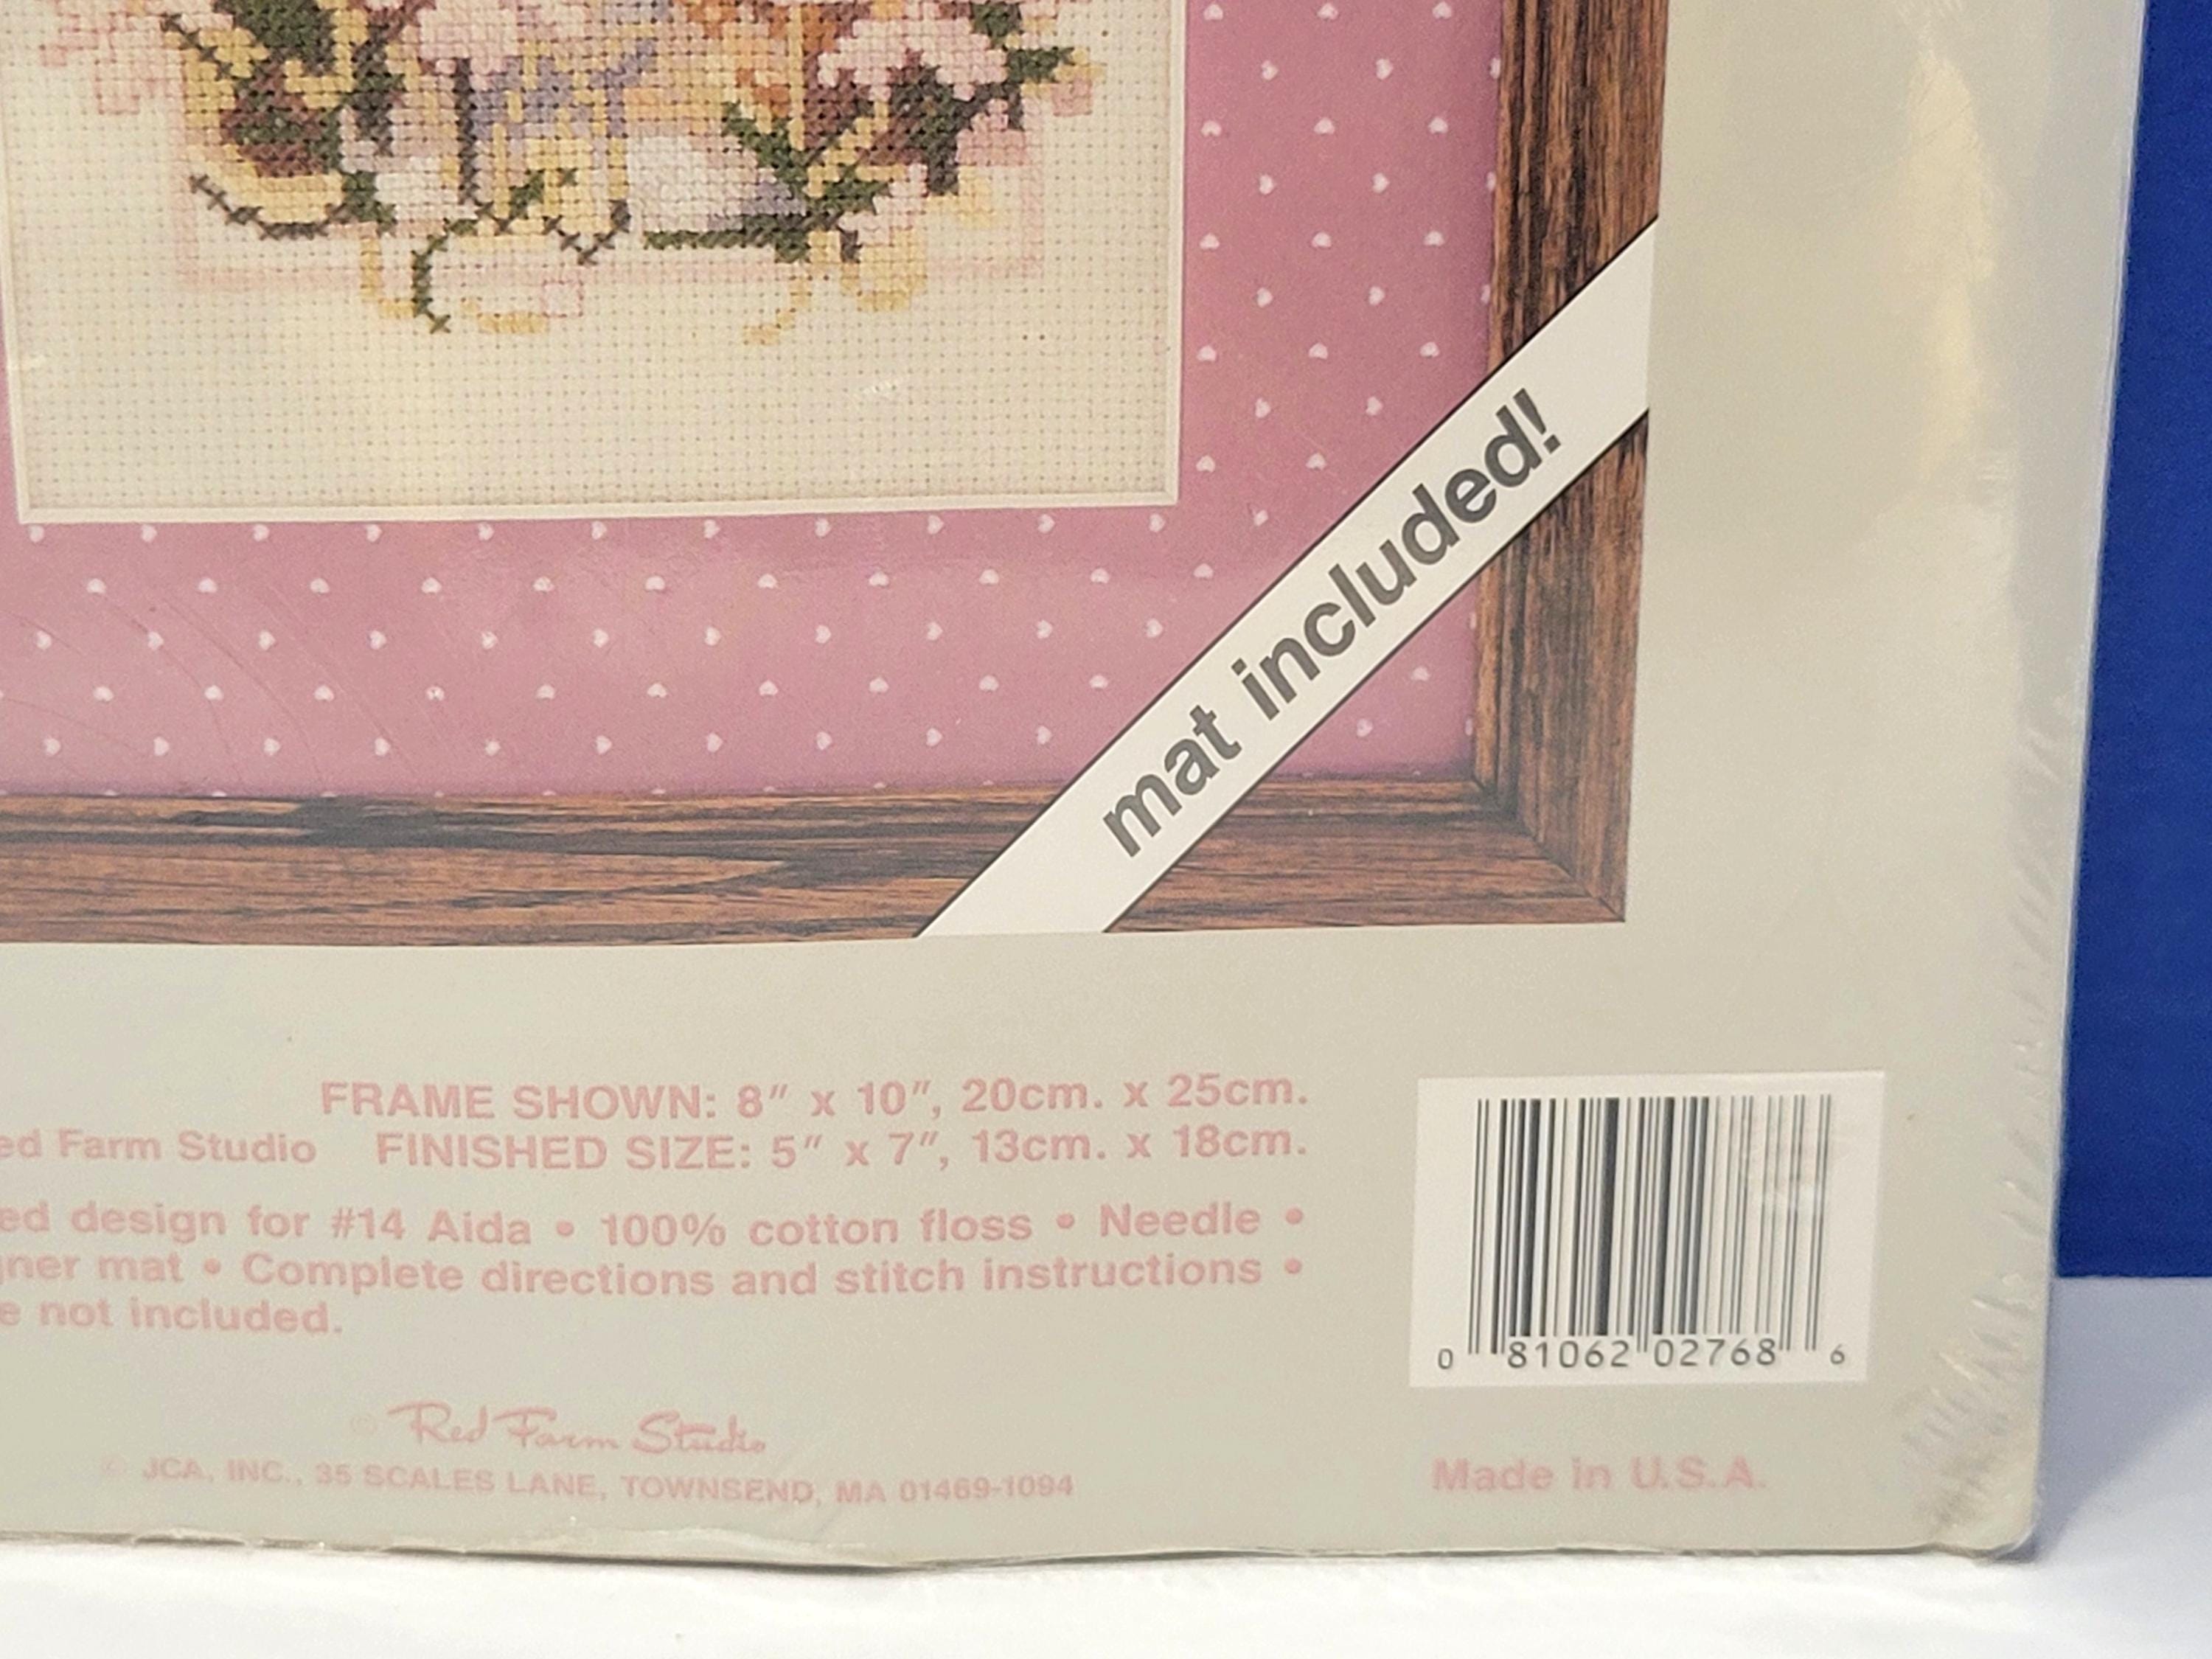 mat included!
FRAME SHOWN: 8″ x 10″, 20cm. x 25cm.
ed Farm Studio FINISHED SIZE: 5″ x 7″, 13cm. x 18cm.
ed design for #14 Aida • 100% cotton floss • Needle •
gner mat • Complete directions and stitch instructions •
e not included.
0 81062 02768 6
© Red Farm Studio
© JCA, INC., 35 SCALES LANE, TOWNSEND, MA 01469-1094
Made in U.S.A.